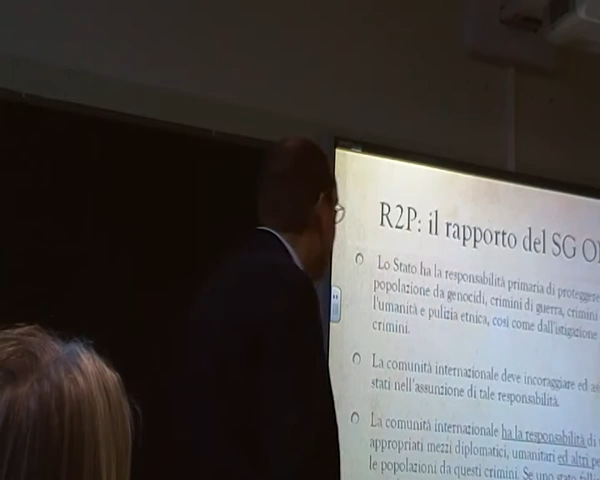 R2P: il rapporto del SG O
Lo Stato ha la responsabilità primaria di proteggere
popolazione da genocidi, crimini di guerra, crimini
l'umanità e pulizia etnica, così come dall'istigazione
crimini.
La comunità internazionale deve incoraggiare ed as
stati nell'assunzione di tale responsabilità.
La comunità internazionale ha la responsabilità di
appropriati mezzi diplomatici, umanitari ed altri pe
le popolazioni da questi crimini. Se uno stato